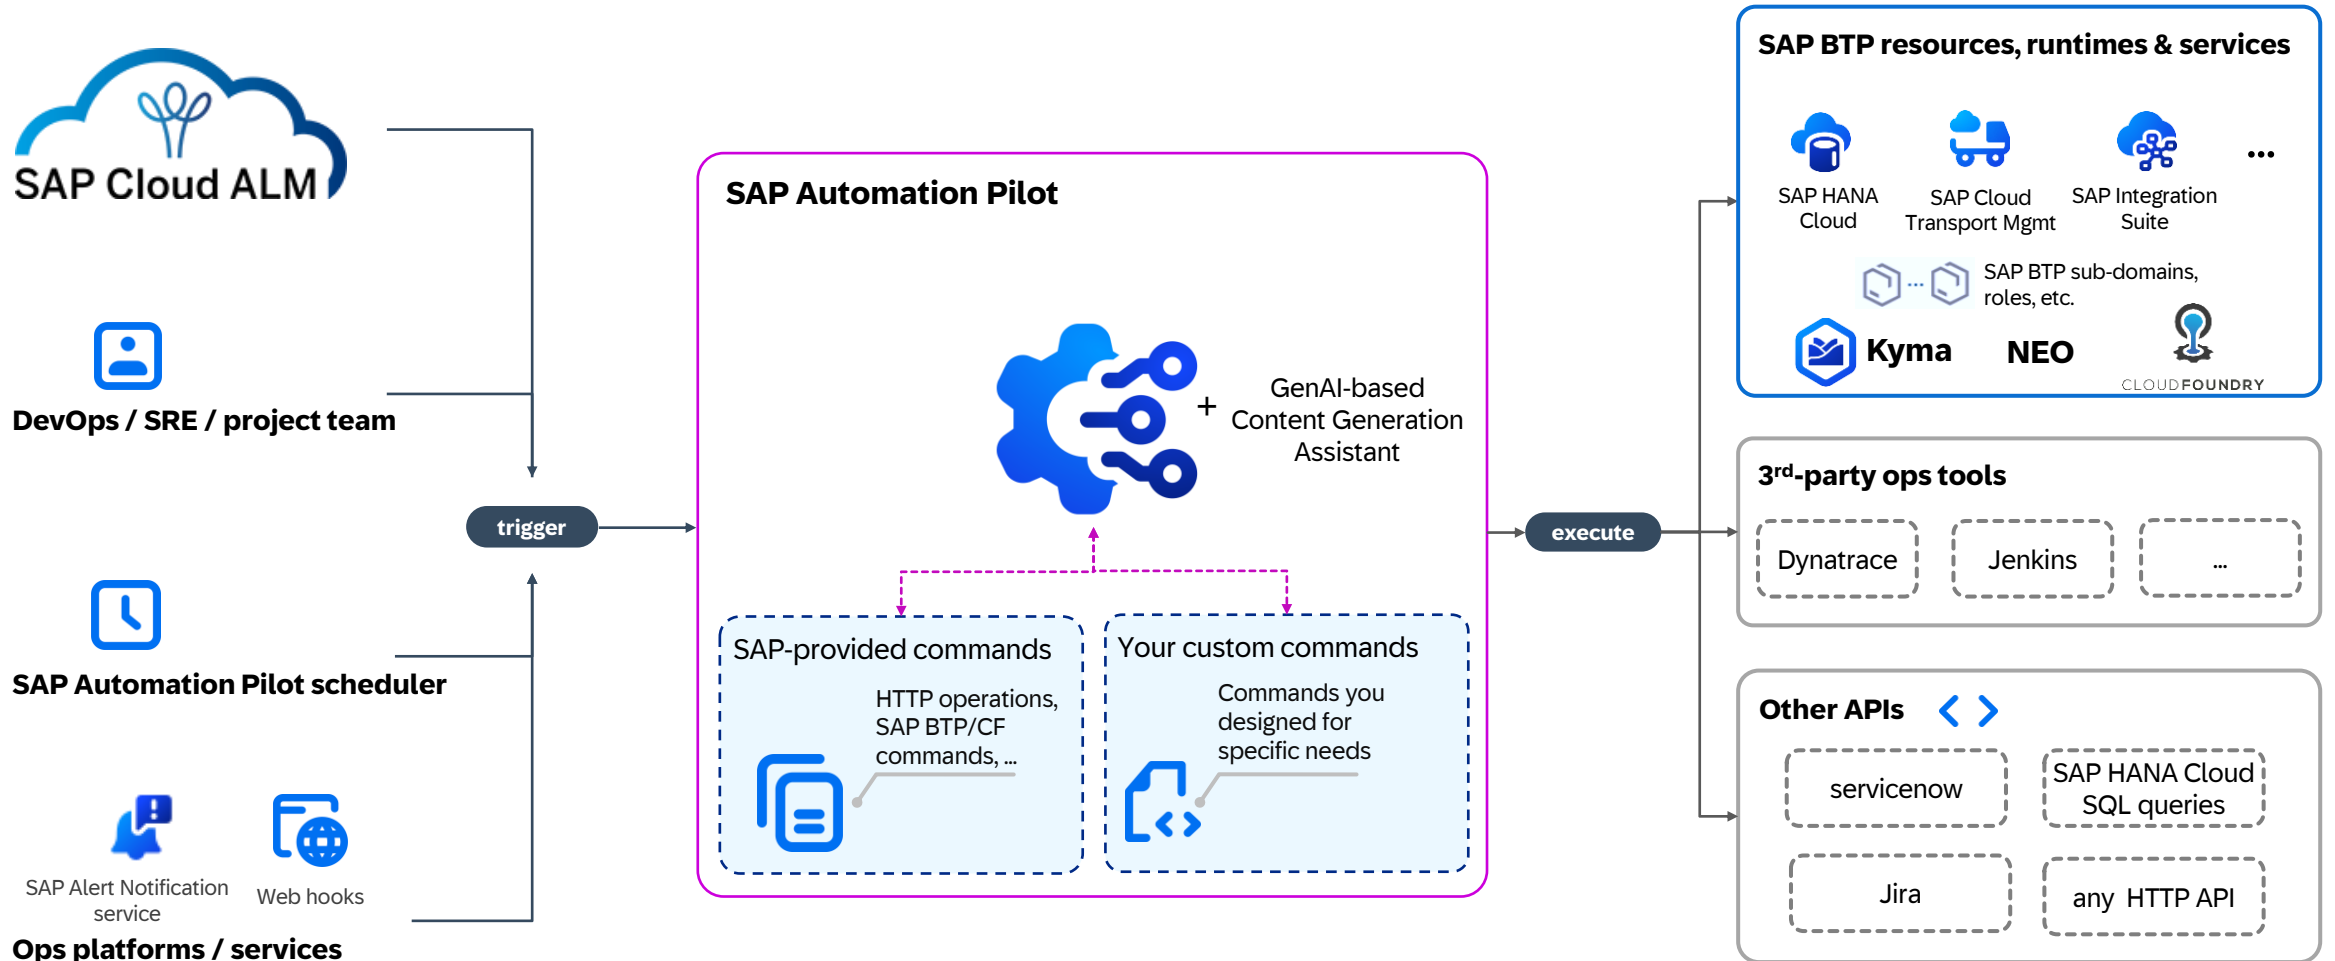 SAP Cloud ALM
DevOps / SRE / project team
SAP Automation Pilot scheduler
SAP Alert Notification
service
Web hooks
Ops platforms / services
trigger
SAP Automation Pilot
+
GenAI-based
Content Generation
Assistant
SAP-provided commands
HTTP operations,
SAP BTP/CF
commands, ...
Your custom commands
Commands you
designed for
specific needs
execute
SAP BTP resources, runtimes & services
SAP HANA
Cloud
SAP Cloud
Transport Mgmt
SAP Integration
Suite
...
...
SAP BTP sub-domains,
roles, etc.
Kyma
NEO
CLOUDFOUNDRY
3rd-party ops tools
Dynatrace
Jenkins
...
Other APIs
servicenow
SAP HANA Cloud
SQL queries
Jira
any HTTP API